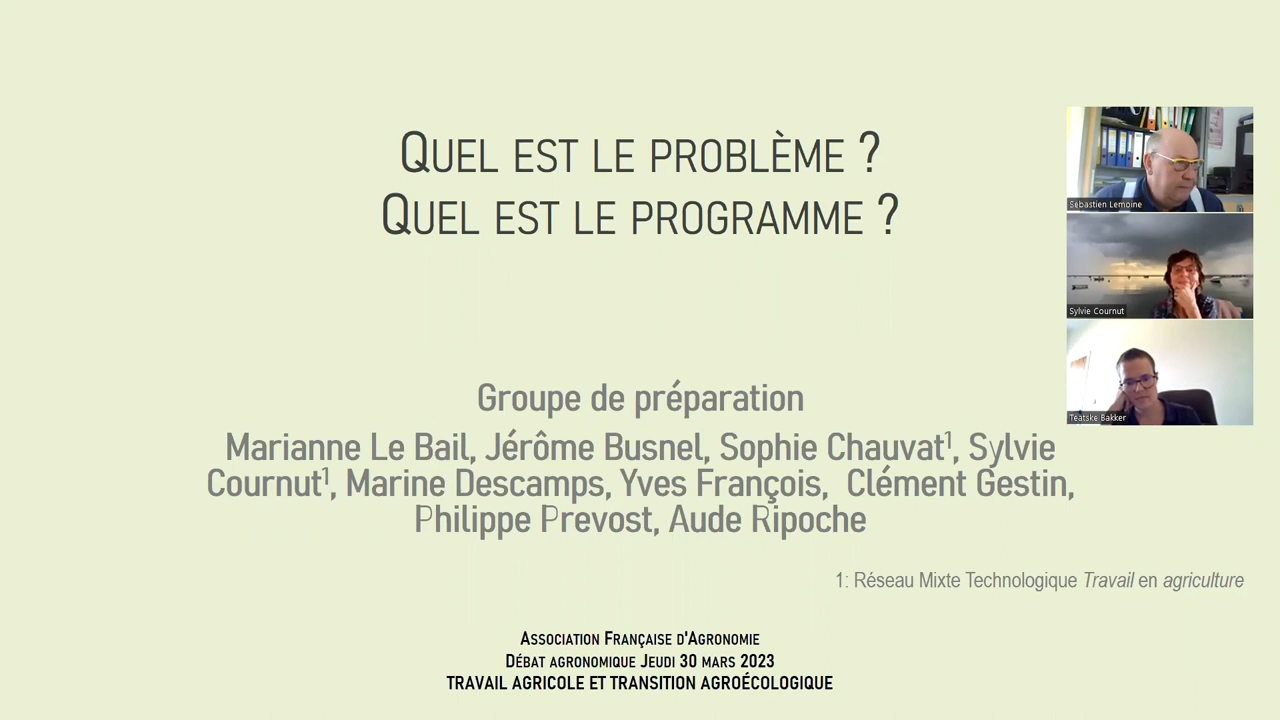 QUEL EST LE PROBLÈME ?
QUEL EST LE PROGRAMME ?
Sebastien Lemoine
Sylvie Cournut
Teatske Bakker
Groupe de préparation
Marianne Le Bail, Jérôme Busnel, Sophie Chauvat¹, Sylvie
Cournut¹, Marine Descamps, Yves François, Clément Gestin,
Philippe Prevost, Aude Ripoche
1: Réseau Mixte Technologique Travail en agriculture
ASSOCIATION FRANÇAISE D'AGRONOMIE
DÉBAT AGRONOMIQUE JEUDI 30 MARS 2023
TRAVAIL AGRICOLE ET TRANSITION AGROÉCOLOGIQUE